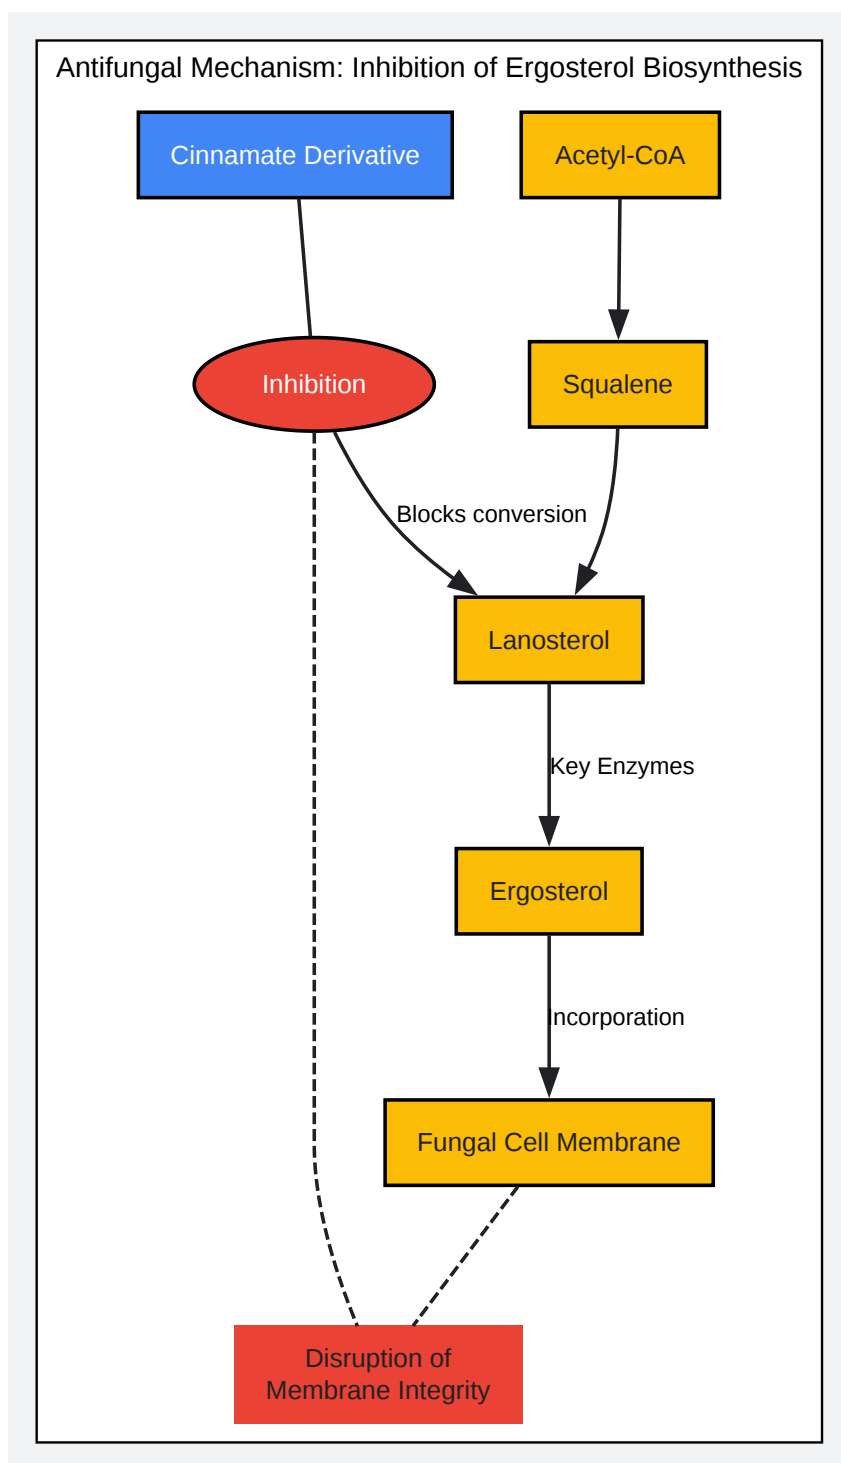 Antifungal Mechanism: Inhibition of Ergosterol Biosynthesis
Cinnamate Derivative
Acetyl-CoA
Inhibition
Squalene
Blocks conversion
Lanosterol
Key Enzymes
Ergosterol
Incorporation
Fungal Cell Membrane
Disruption of
Membrane Integrity